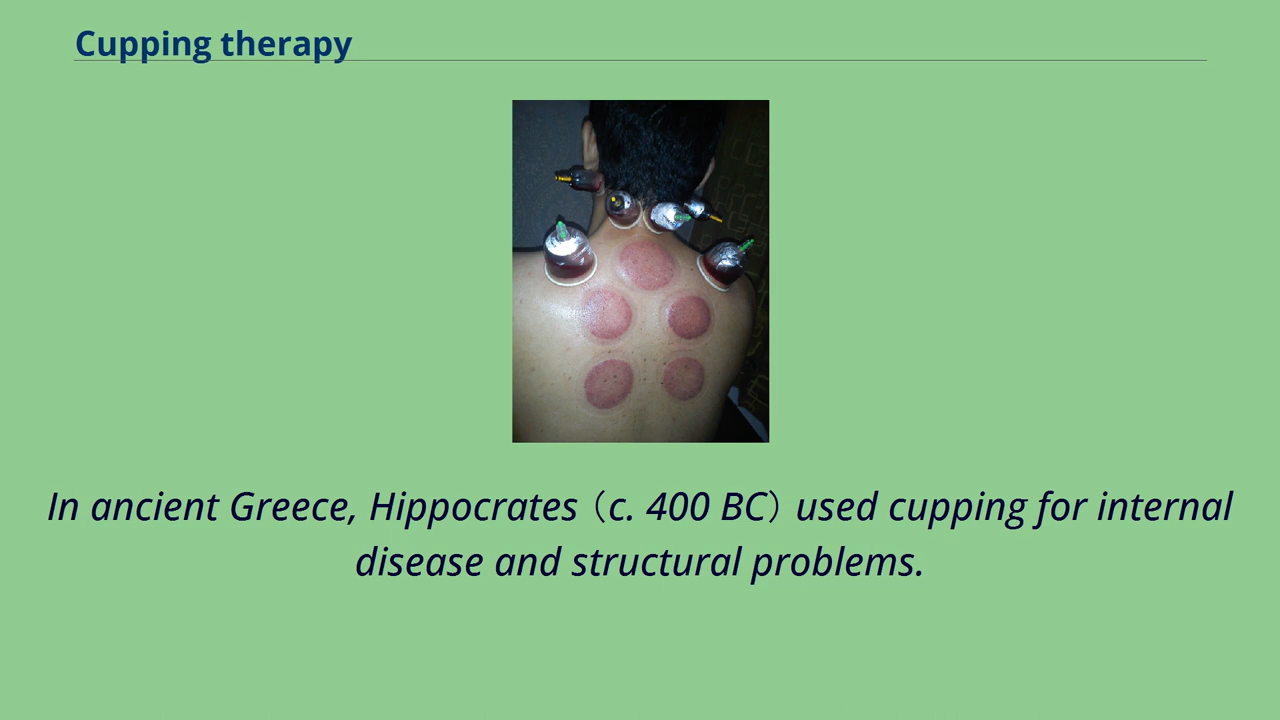 Cupping therapy
In ancient Greece, Hippocrates（c. 400 BC）used cupping for internal
disease and structural problems.